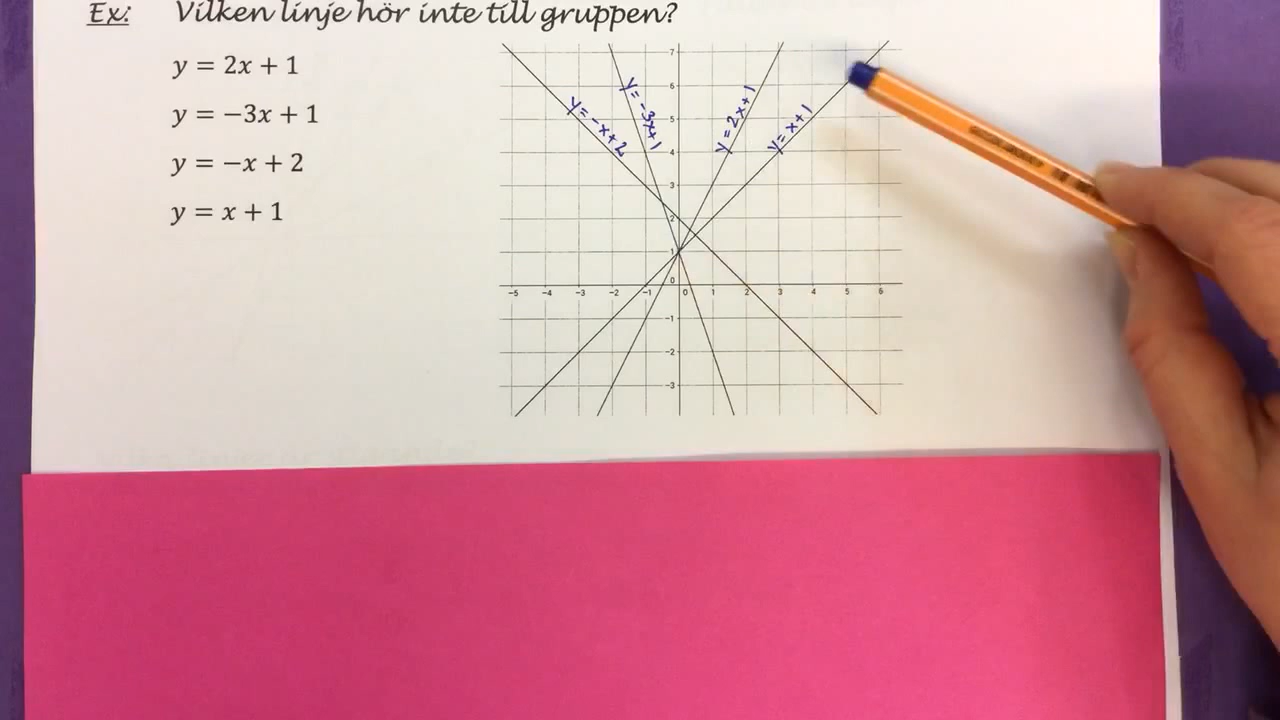 Ex: Vilken linje hör inte till gruppen?
y = 2x + 1
y = −3x + 1
y = −x + 2
y = x + 1
y = -x+2
y = -3x+1
y = 2x+1
y = x+1
7
6
5
4
3
2
1
0
−5 −4 −3 −2 −1 0 1 2 3 4 5 6
−1
−2
−3